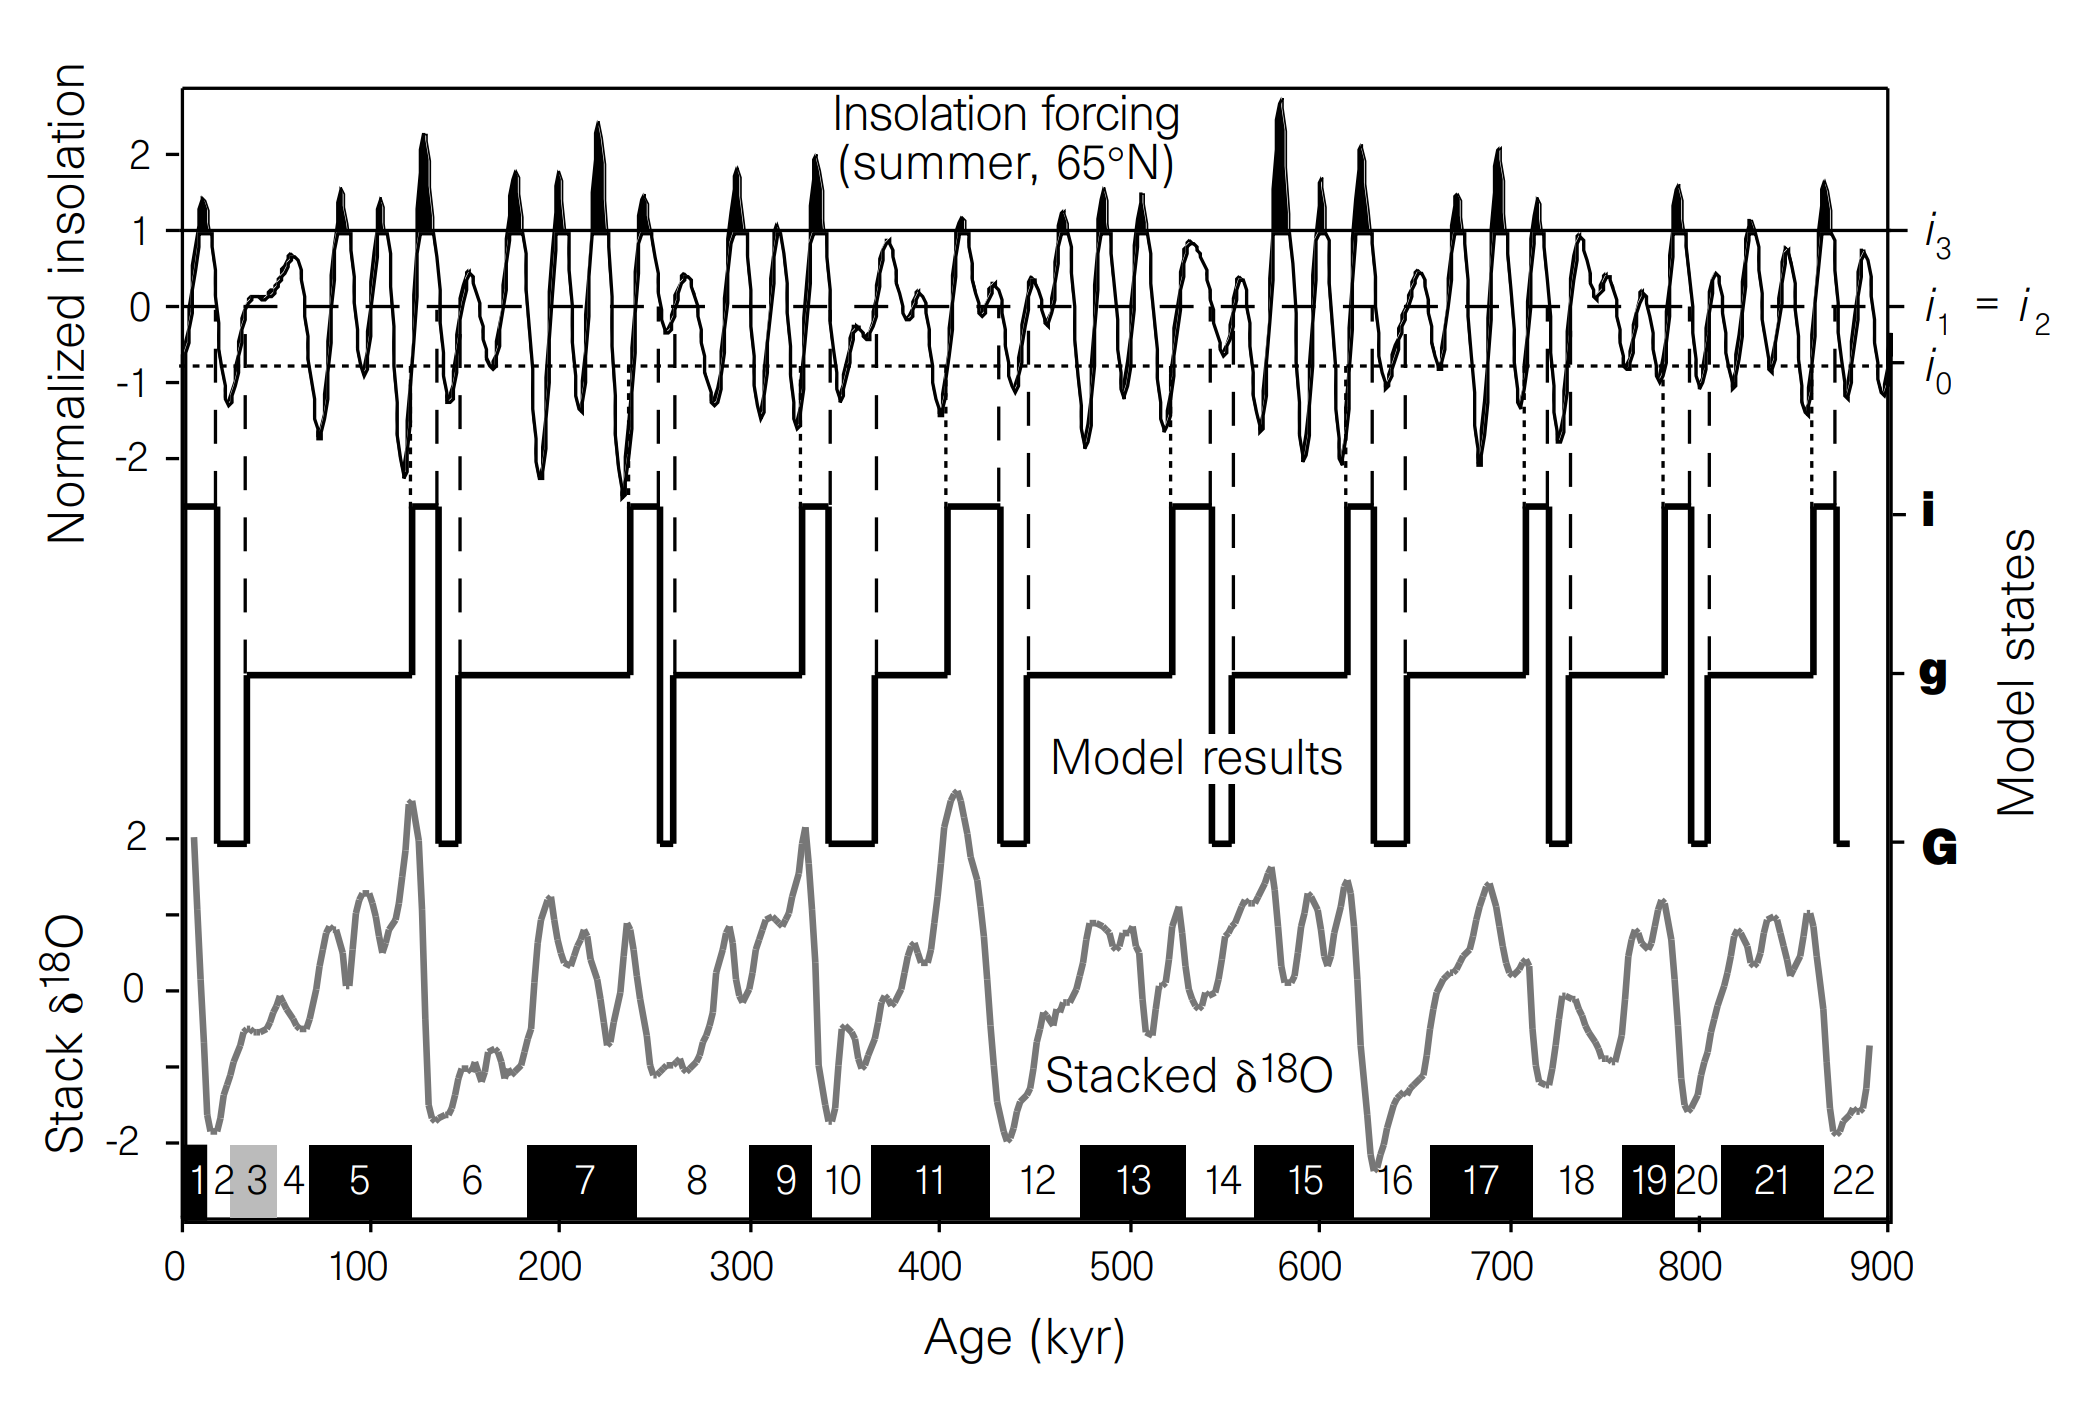 Normalized insolation
2
1
0
-1
-2
Insolation forcing
(summer, 65°N)
i3
i1 = i2
i0
i
g
G
Model states
Model results
Stack δ18O
2
0
-2
Stacked δ18O
1 2 3 4 5 6 7 8 9 10 11 12 13 14 15 16 17 18 19 20 21 22
0 100 200 300 400 500 600 700 800 900
Age (kyr)